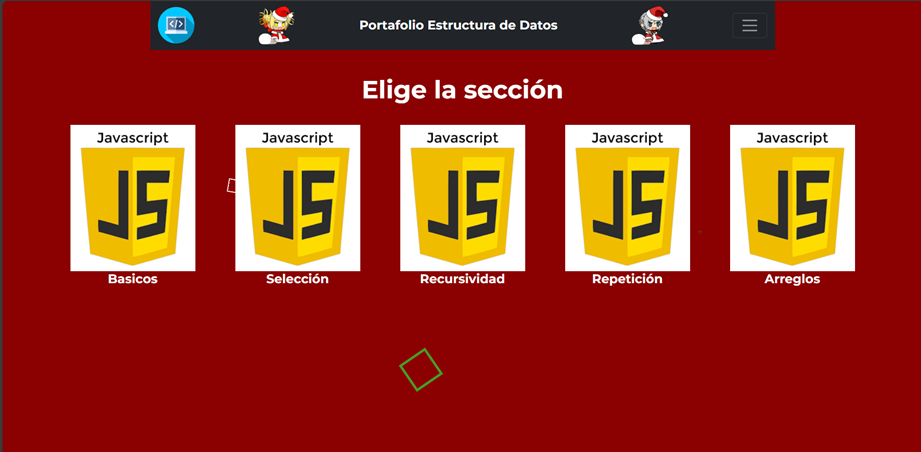 </>
Portafolio Estructura de Datos
Elige la sección
Javascript
JS
Basicos
Javascript
JS
Selección
Javascript
JS
Recursividad
Javascript
JS
Repetición
Javascript
JS
Arreglos